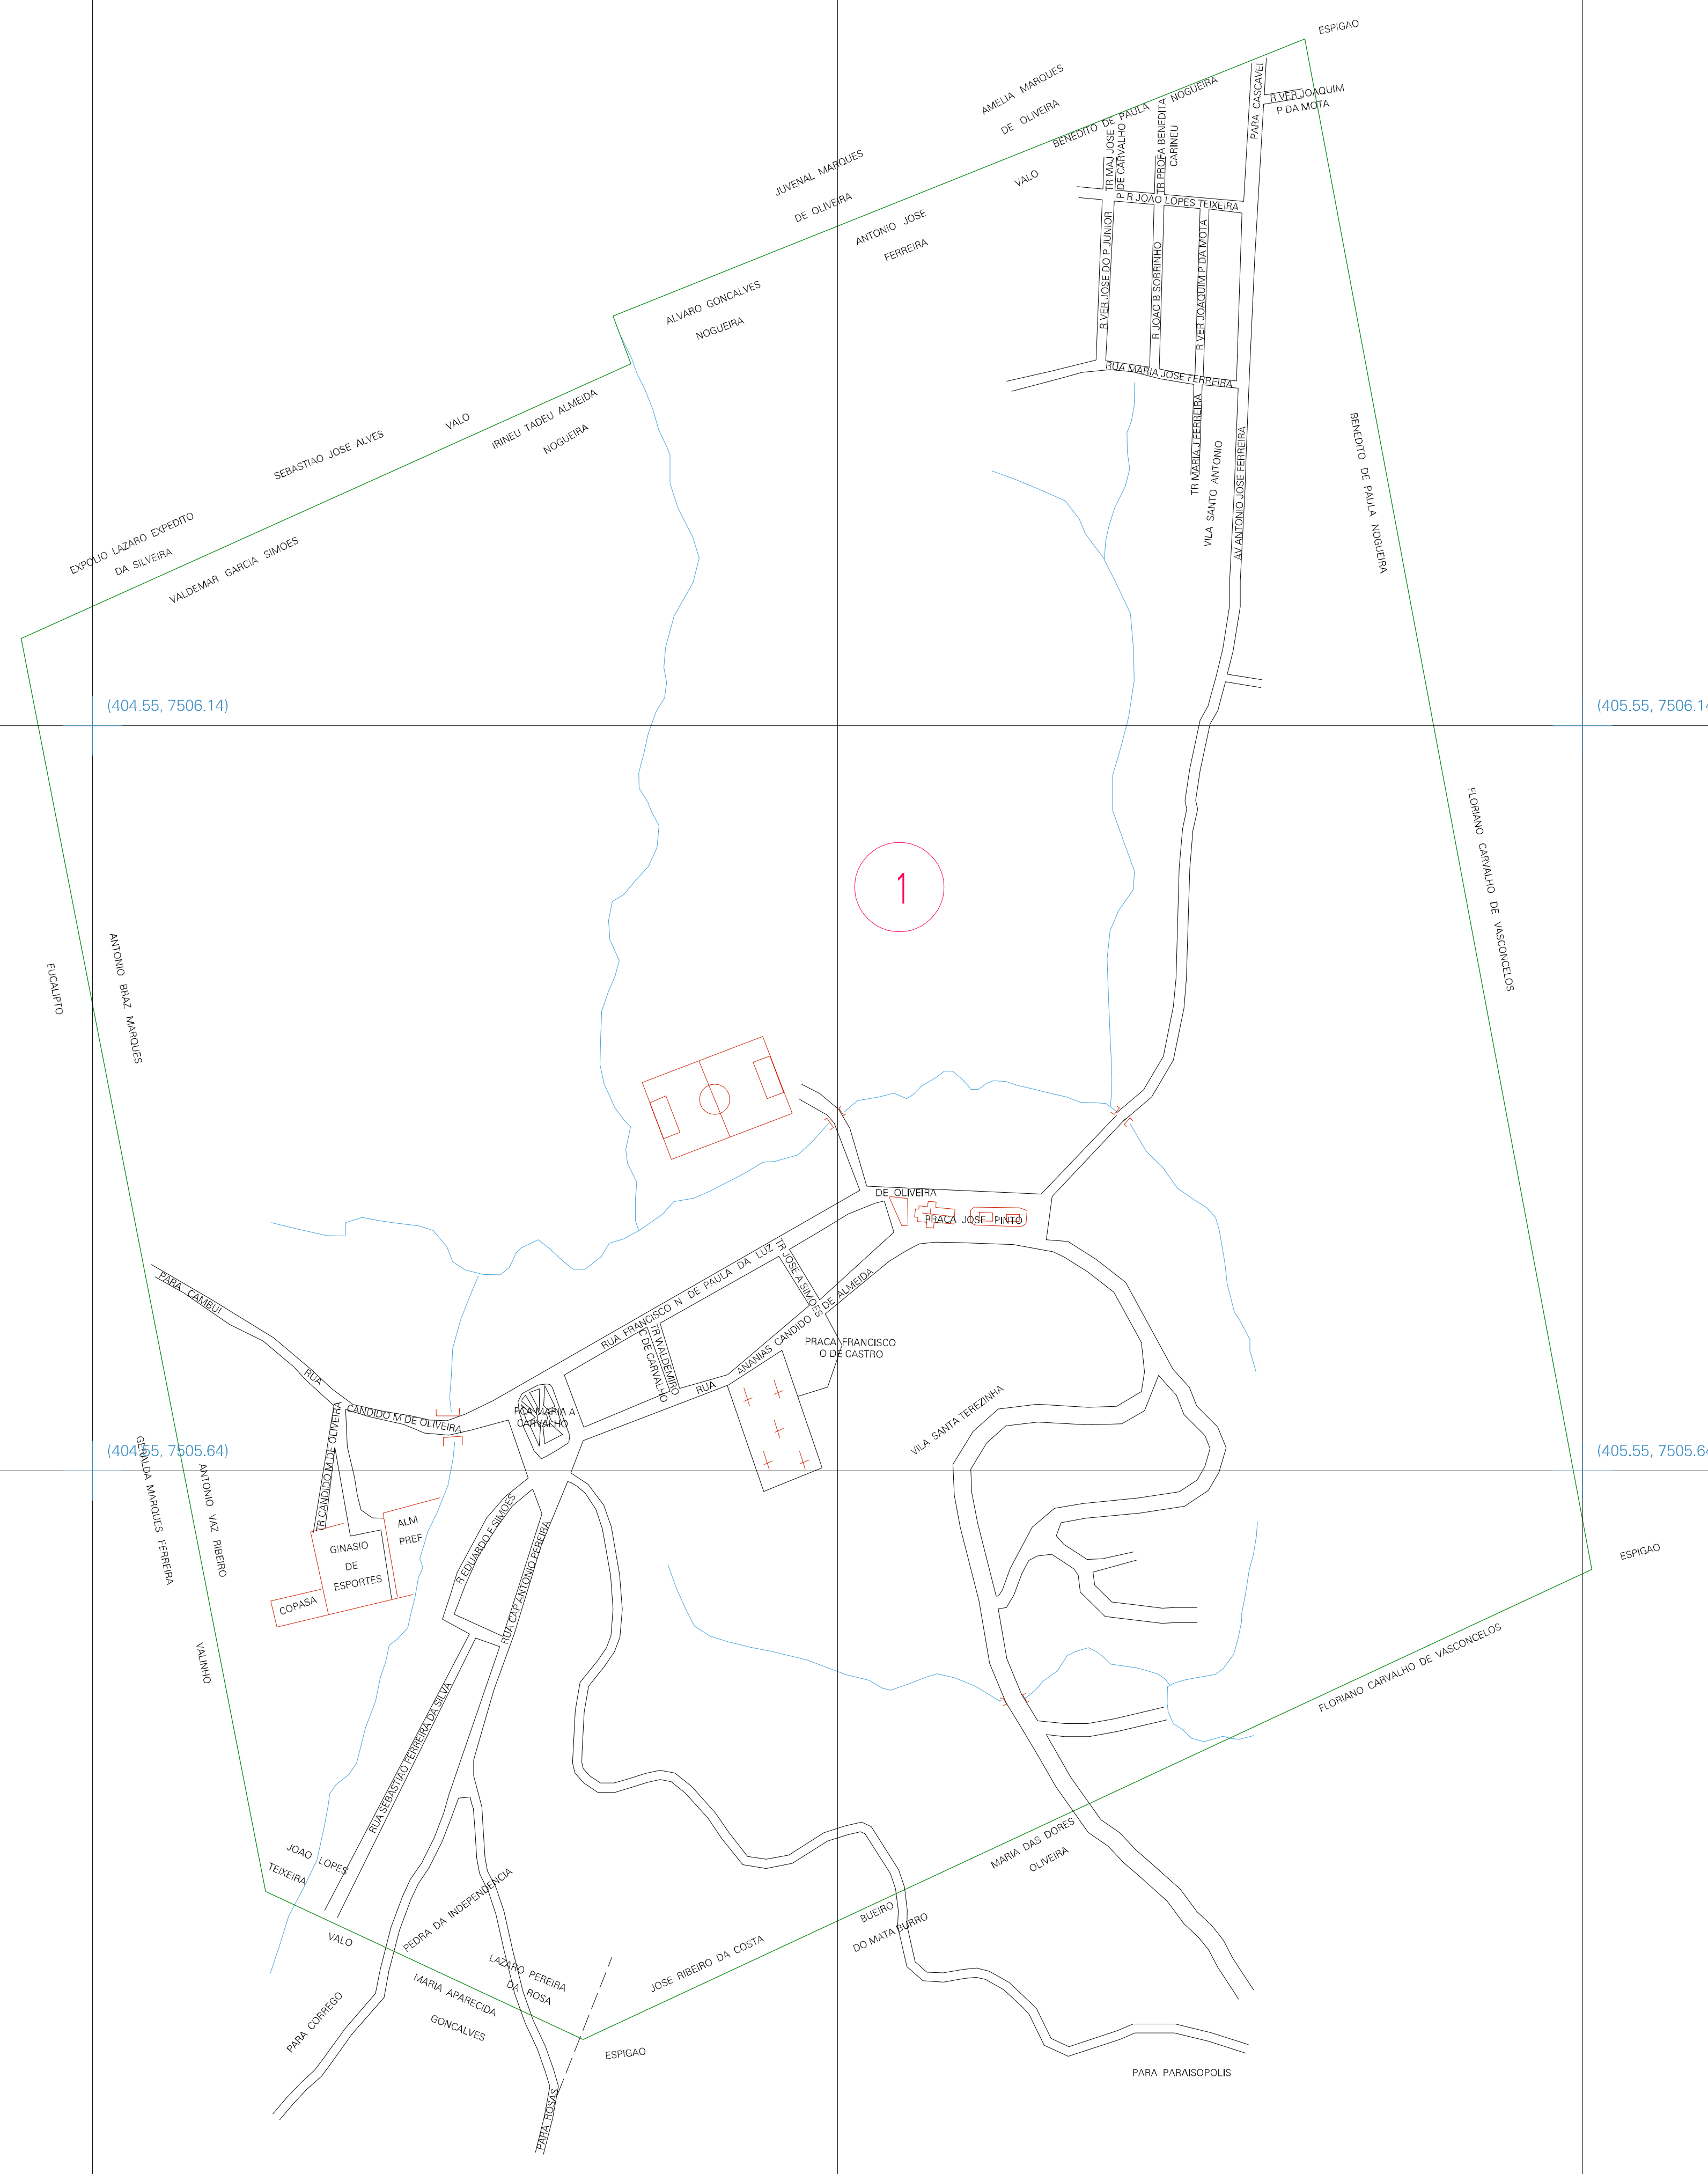 ESPIGAO
AMELIA MARQUES
DE OLIVEIRA
BENEDITO DE PAULA NOGUEIRA
PARA CASCAVEL
R VER JOAQUIM
P DA MOTA
TR MAJ JOSE
P DE CARVALHO
TR PROFA BENEDITA
CARINEU
JUVENAL MARQUES
DE OLIVEIRA
VALO
ANTONIO JOSE
FERREIRA
P R JOAO LOPES TEIXEIRA
R VER JOSE DO P JUNIOR
R JOAO B SOBRINHO
R VER JOAQUIM P DA MOTA
ALVARO GONCALVES
NOGUEIRA
RUA MARIA JOSE FERREIRA
TR MARIA J FERREIRA
VILA SANTO ANTONIO
AV ANTONIO JOSE FERREIRA
BENEDITO DE PAULA NOGUEIRA
SEBASTIAO JOSE ALVES
VALO
IRINEU TADEU ALMEIDA
NOGUEIRA
EXPOLIO LAZARO EXPEDITO
DA SILVEIRA
VALDEMAR GARCIA SIMOES
(404.55, 7506.14)
(405.55, 7506.14
FLORIANO CARVALHO DE VASCONCELOS
1
EUCALIPTO
ANTONIO BRAZ MARQUES
DE OLIVEIRA
PRACA JOSE PINTO
RUA FRANCISCO N DE PAULA DA LUZ
TR JOSE A SIMOES
PARA CAMBUI
RUA
CANDIDO M DE OLIVEIRA
TR WALDEMIRO
C DE CARVALHO
RUA ANANIAS CANDIDO DE ALMEIDA
PRACA FRANCISCO
O DE CASTRO
PCA MARIA A
CARVALHO
VILA SANTA TEREZINHA
(404.55, 7505.64)
(405.55, 7505.64
GERALDA MARQUES FERREIRA
ANTONIO VAZ RIBEIRO
TR CANDIDO M DE OLIVEIRA
ALM
PREF
GINASIO
DE
ESPORTES
COPASA
R EDUARDO F SIMOES
RUA CAP ANTONIO PEREIRA
ESPIGAO
VALINHO
FLORIANO CARVALHO DE VASCONCELOS
RUA SEBASTIAO FERREIRA DA SILVA
JOAO LOPES
TEIXEIRA
MARIA DAS DORES
OLIVEIRA
VALO
PEDRA DA INDEPENDENCIA
BUEIRO
DO MATA BURRO
LAZARO PEREIRA
DA ROSA
MARIA APARECIDA
GONCALVES
JOSE RIBEIRO DA COSTA
PARA CORREGO
ESPIGAO
PARA PARAISOPOLIS
PARA ROSAS